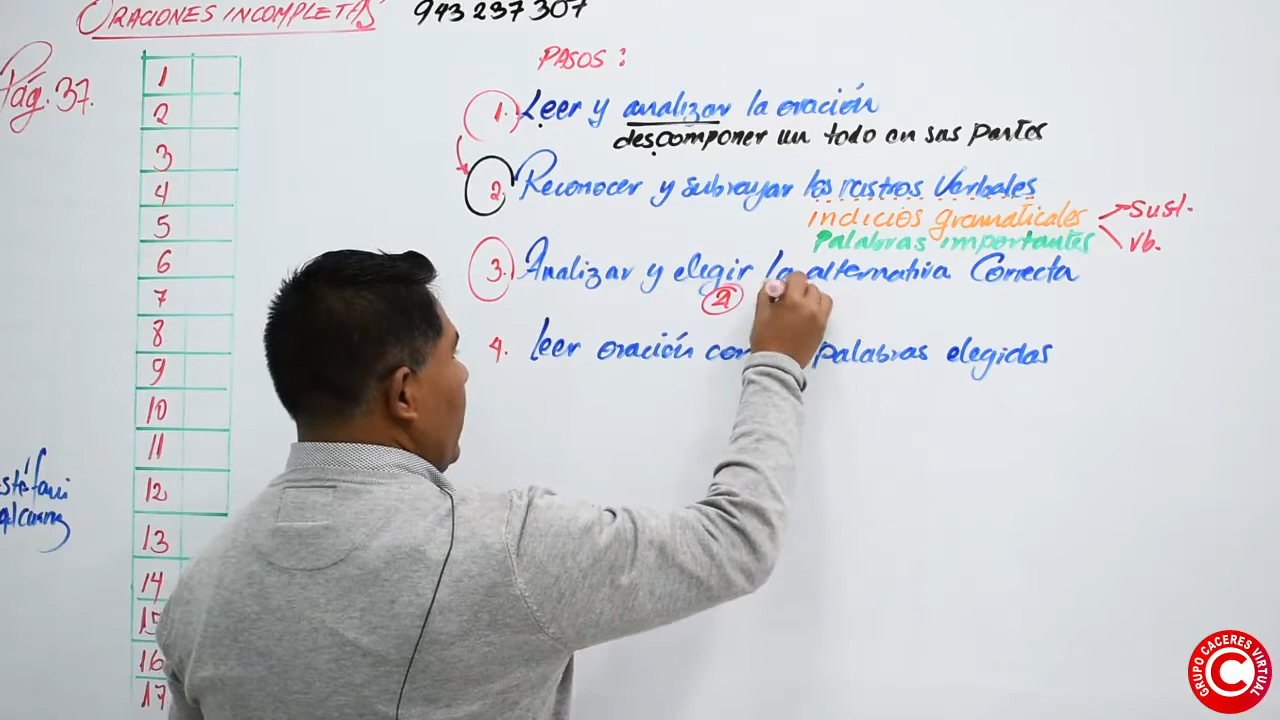 ORACIONES INCOMPLETAS
943 237 307
Pág. 37.
PASOS :
1. Leer y analizar la oración
descomponer un todo en sus partes
2. Reconocer y subrayar los rastros verbales
indicios gramaticales
Sust.
Palabras importantes
vb.
3. Analizar y elegir la alternativa Correcta
2
4. leer oración con palabras elegidas
1
2
3
4
5
6
7
8
9
10
11
12
13
14
15
16
17
GRUPO CACERES VIRTUAL
C